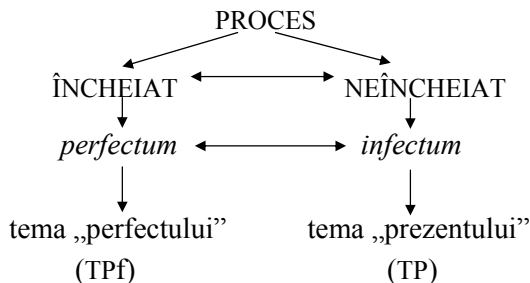 PROCES
ÎNCHEIAT NEÎNCHEIAT
perfectum infectum
tema „perfectului” tema „prezentului”
(TPf) (TP)